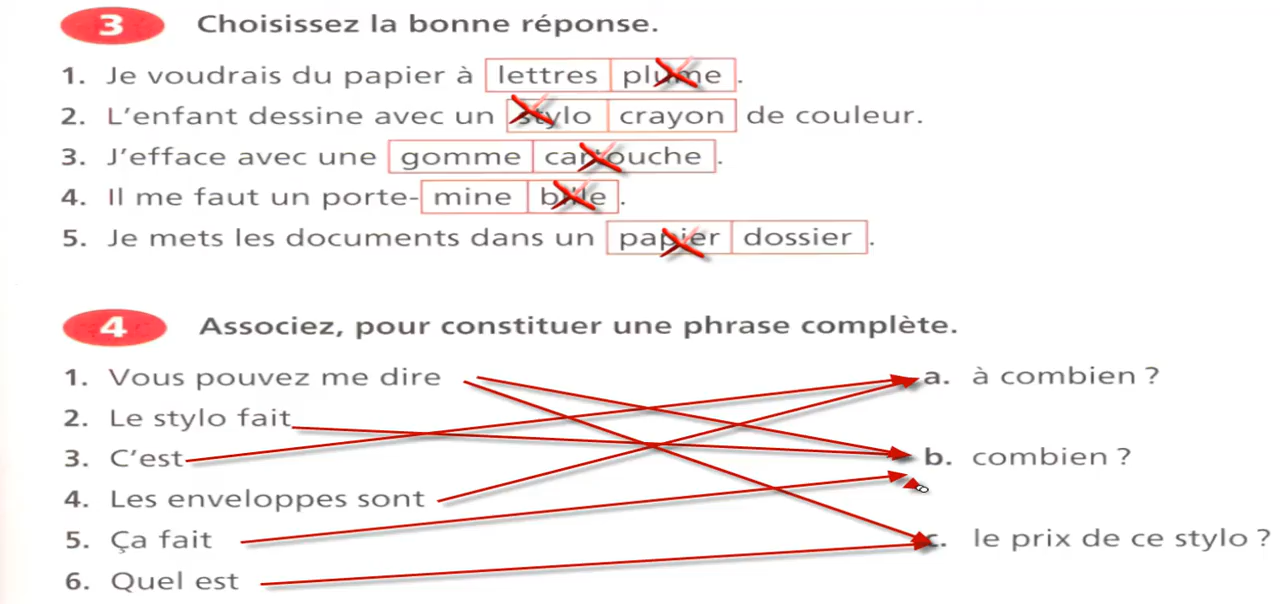 3 Choisissez la bonne réponse.
1. Je voudrais du papier à lettres plume.
2. L'enfant dessine avec un stylo crayon de couleur.
3. J'efface avec une gomme cartouche.
4. Il me faut un porte-mine bille.
5. Je mets les documents dans un papier dossier.
4 Associez, pour constituer une phrase complète.
1. Vous pouvez me dire a. à combien ?
2. Le stylo fait
3. C'est b. combien ?
4. Les enveloppes sont
5. Ça fait c. le prix de ce stylo ?
6. Quel est